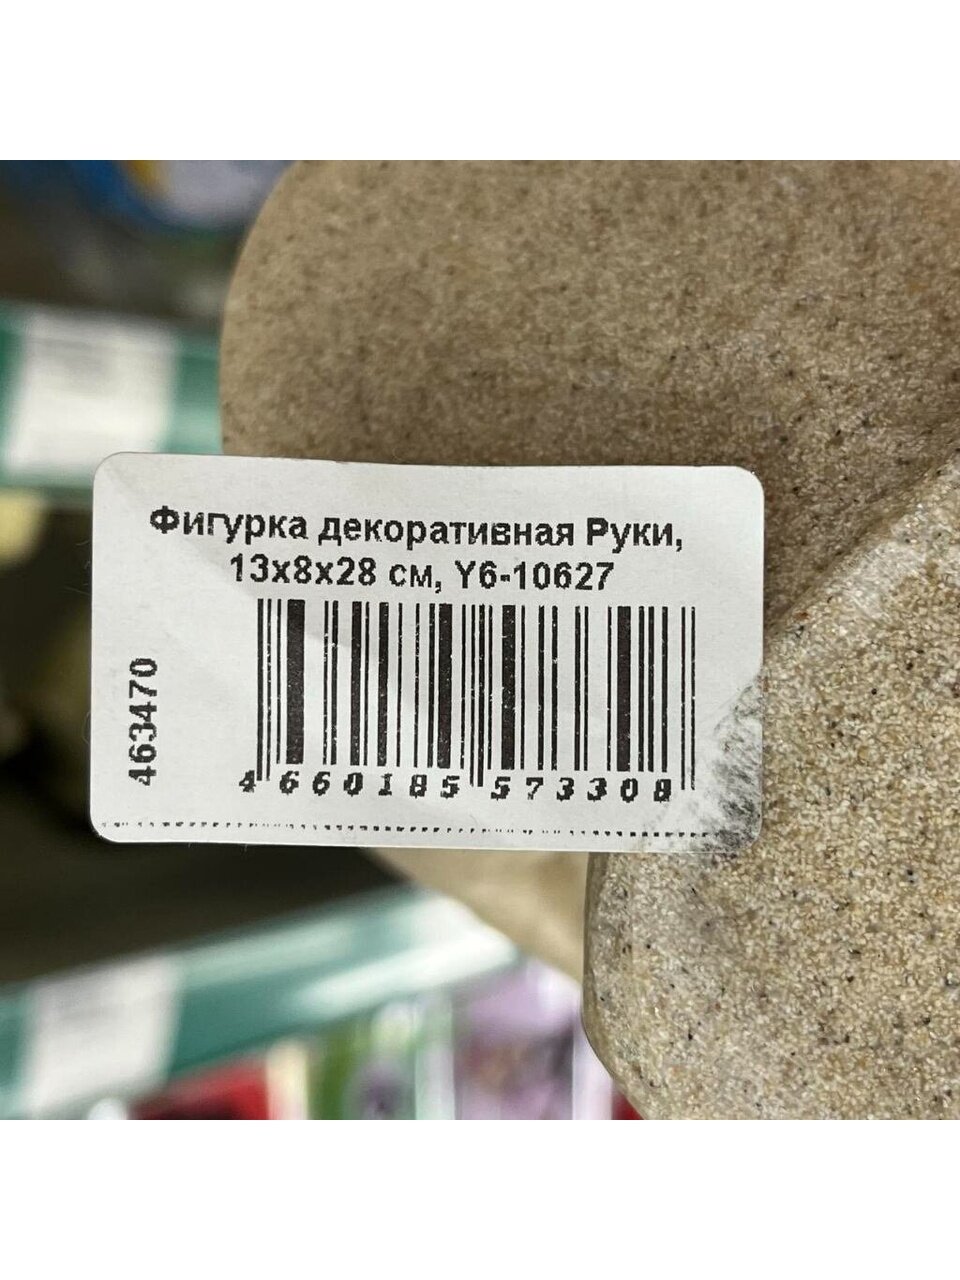 Фигурка декоративная Руки,
13х8х28 см, Y6-10627
463470
4 660185 573308